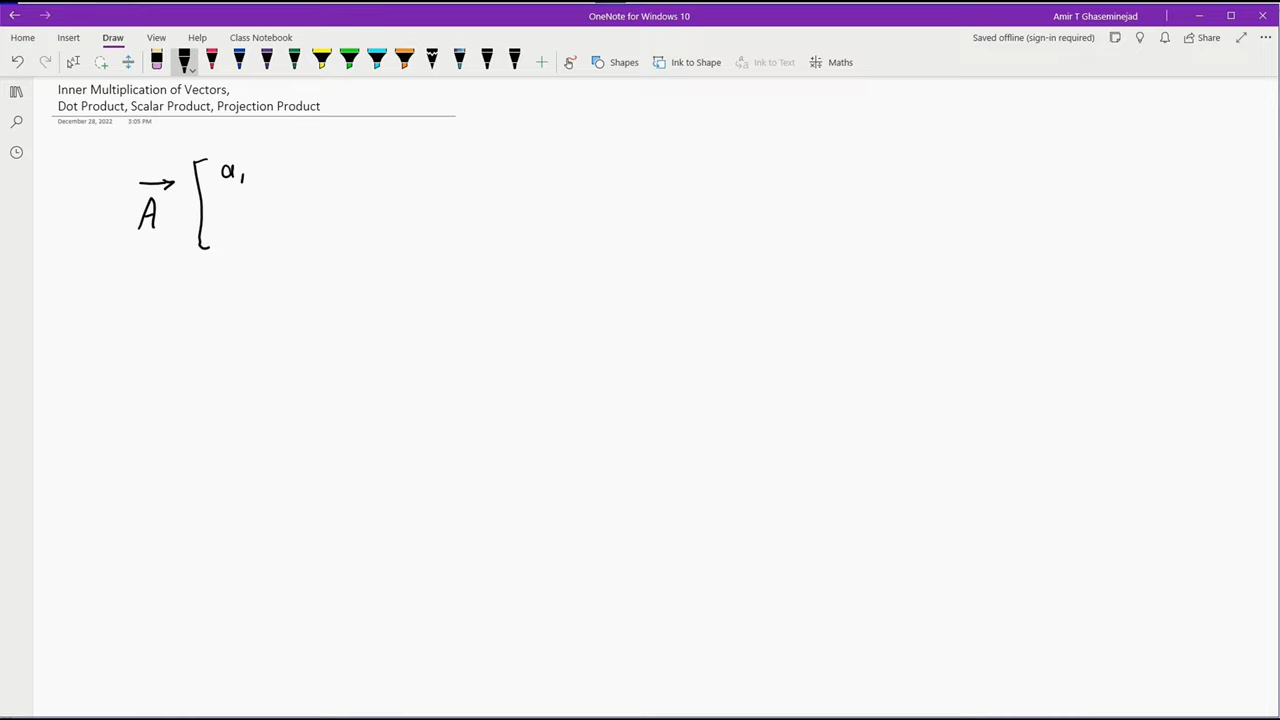 OneNote for Windows 10
Amir T Ghaseminejad
Home Insert Draw View Help Class Notebook
Saved offline (sign-in required) Share
Shapes Ink to Shape Ink to Text Maths
Inner Multiplication of Vectors,
Dot Product, Scalar Product, Projection Product
December 28, 2022 3:05 PM
a₁
A